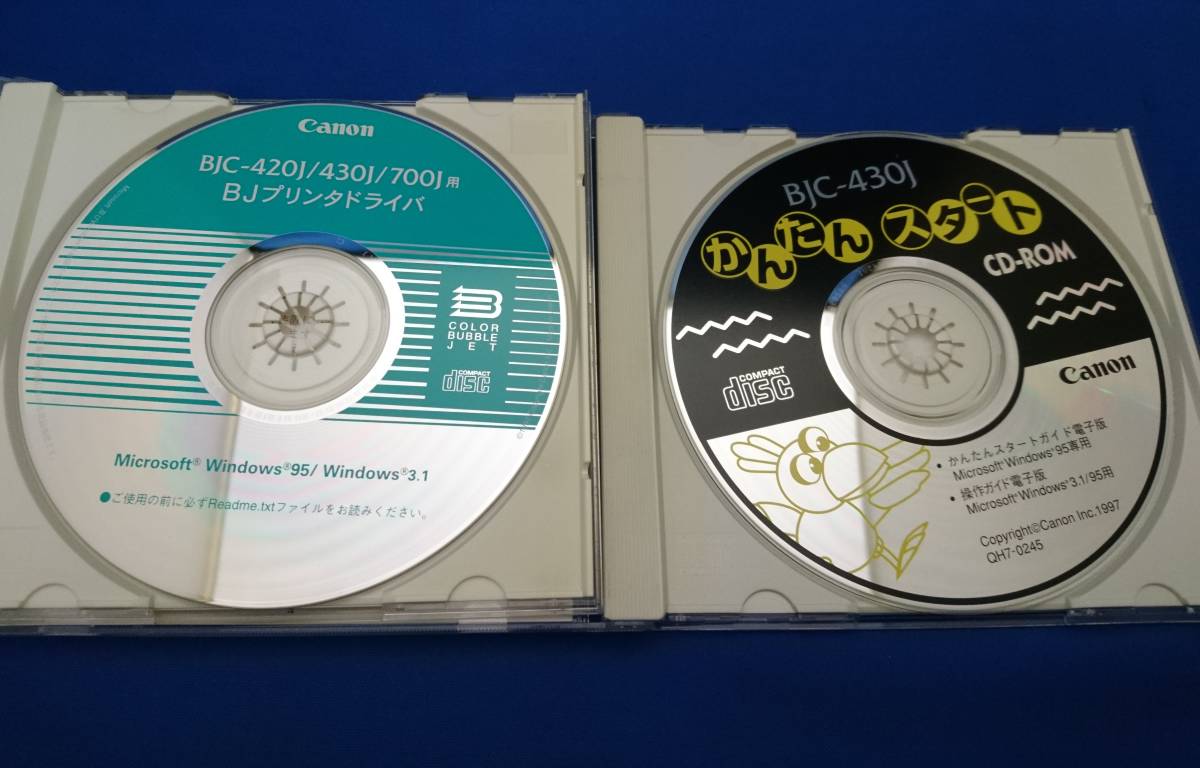 Canon
BJC-420J/430J/700J用
BJプリンタドライバ
B
COLOR
BUBBLE
JET
COMPACT
disc
Microsoft® Windows®95/ Windows®3.1
●ご使用の前に必ずReadme.txtファイルをお読みください。
BJC-430J
かんたん スタート
CD-ROM
COMPACT
disc
Canon
• かんたんスタートガイド電子版
Microsoft®Windows®95専用
• 操作ガイド電子版
Microsoft®Windows®3.1/95用
Copyright©Canon Inc.1997
QH7-0245